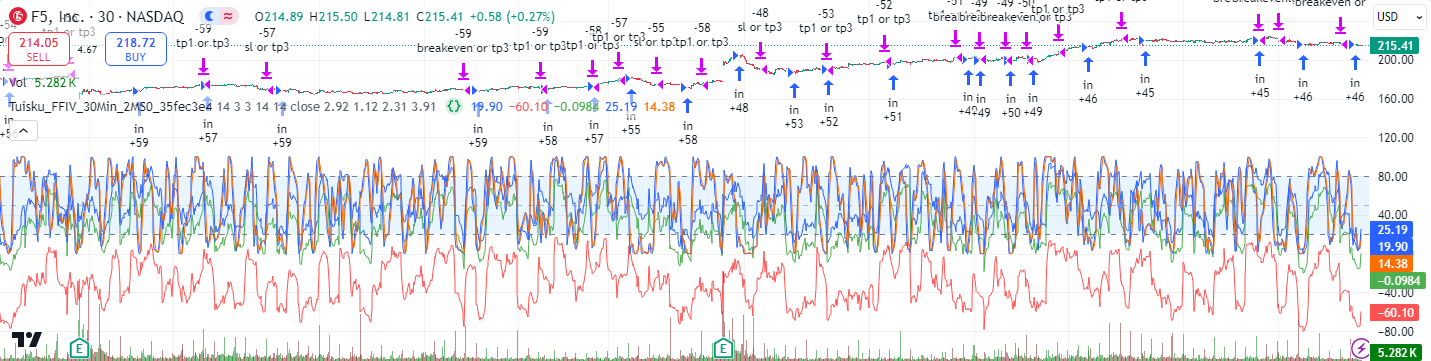 F5, Inc. · 30 · NASDAQ O214.89 H215.50 L214.81 C215.41 +0.58 (+0.27%)
USD
214.05
SELL
4.67
218.72
BUY
Vol 5.282 K
Tuisku_FFIV_30Min_2MS0_35fec3e4 14 3 3 14 14 close 2.92 1.12 2.31 3.91 {} 19.90 −60.10 −0.0984 25.19 14.38
-57
tp1 or tp3
-57
sl or tp3
-59
breakeven or tp3
-59
tp1 or tp3
-58
tp1 or tp3
-57
tp1 or tp3
-55
sl or tp3
-58
tp1 or tp3
-48
sl or tp3
-53
tp1 or tp3
-52
tp1 or tp3
-51
-49
-49
-50
tp1 or tp3
breakeven or tp3
in
+59
in
+57
in
+59
in
+59
in
+58
in
+57
in
+55
in
+58
in
+48
in
+53
in
+52
in
+51
in
+49
in
+49
in
+50
in
+49
in
+46
in
+45
in
+45
in
+46
in
+46
215.41
200.00
160.00
120.00
80.00
40.00
25.19
19.90
14.38
−0.0984
−40.00
−60.10
−80.00
5.282 K
E
E